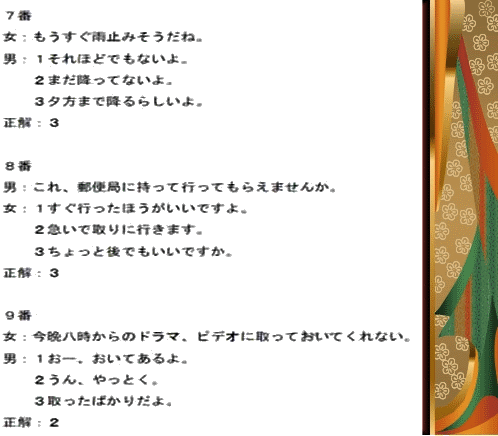 7番
女：もうすぐ雨止みそうだね。
男：１それほどでもないよ。
２まだ降ってないよ。
３夕方まで降るらしいよ。
正解：３
８番
男：これ、郵便局に持って行ってもらえませんか。
女：１すぐ行ったほうがいいですよ。
２急いで取りに行きます。
３ちょっと後でもいいですか。
正解：３
９番
女：今晩八時からのドラマ、ビデオに取っておいてくれない。
男：１おー、おいてあるよ。
２うん、やっとく。
３取ったばかりだよ。
正解：２